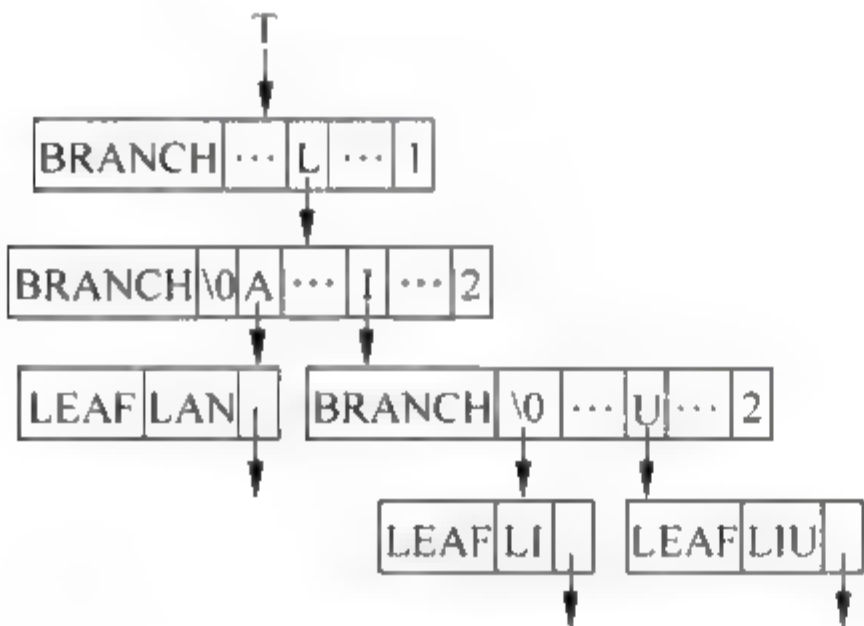 T
BRANCH ... L ... 1
BRANCH \0 A ... I ... 2
LEAF LAN BRANCH \0 ... U ... 2
LEAF LI LEAF LIU